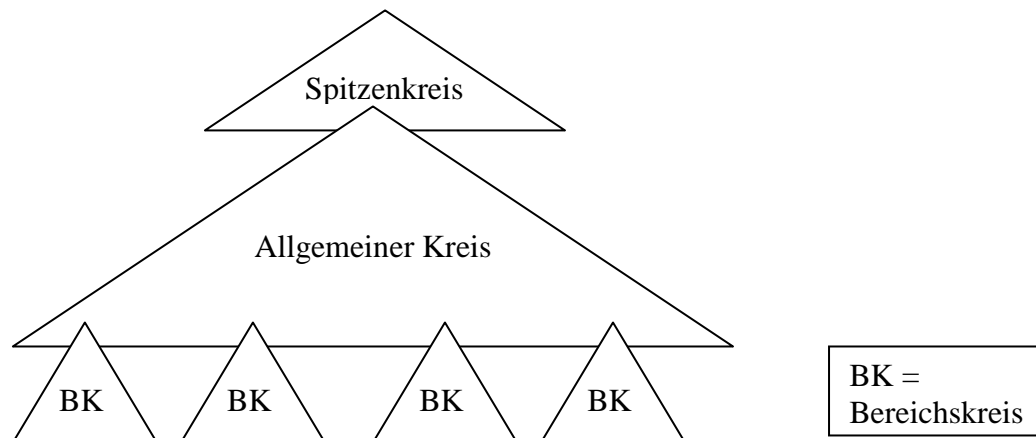 Spitzenkreis
Allgemeiner Kreis
BK BK BK BK
BK =
Bereichskreis